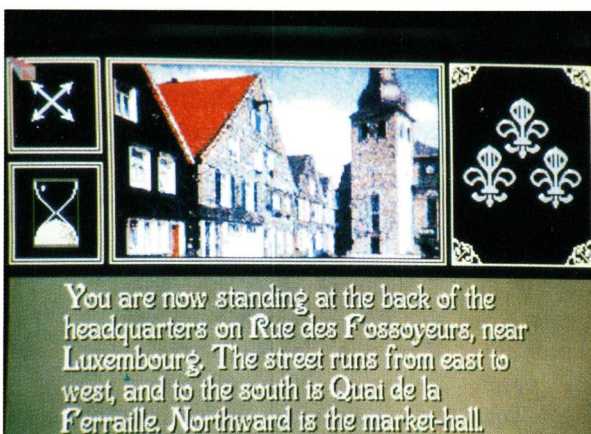 You are now standing at the back of the
headquarters on Rue des Fossoyeurs, near
Luxembourg. The street runs from east to
west, and to the south is Quai de la
Ferraille. Northward is the market-hall.